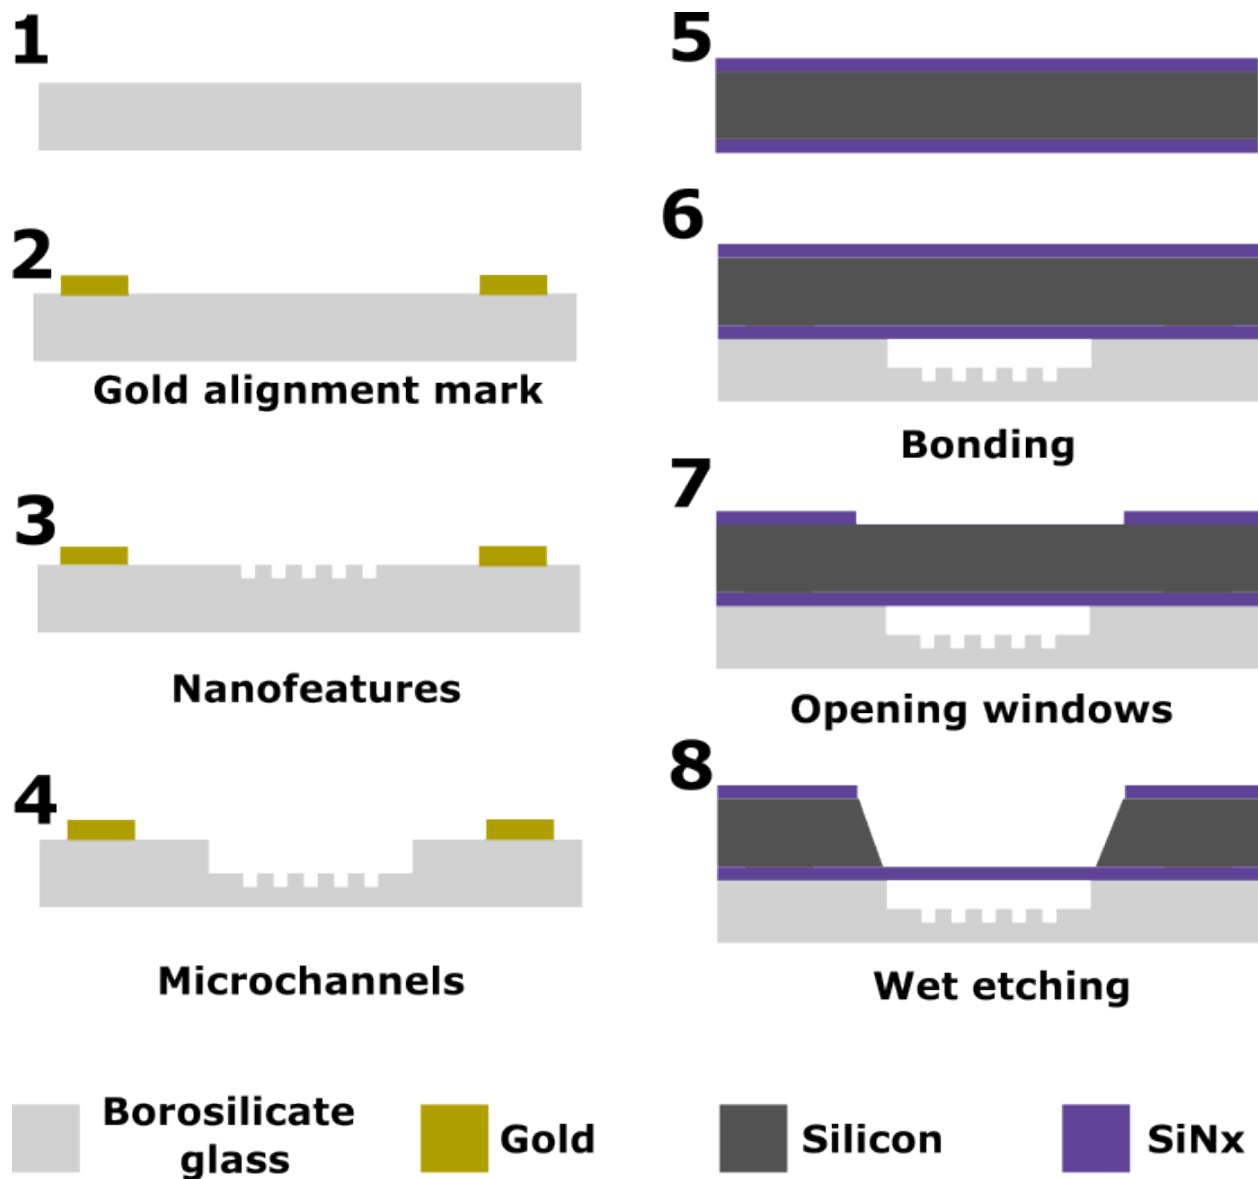 1
2
Gold alignment mark
3
Nanofeatures
4
Microchannels
5
6
Bonding
7
Opening windows
8
Wet etching
Borosilicate
glass
Gold
Silicon
SiNx